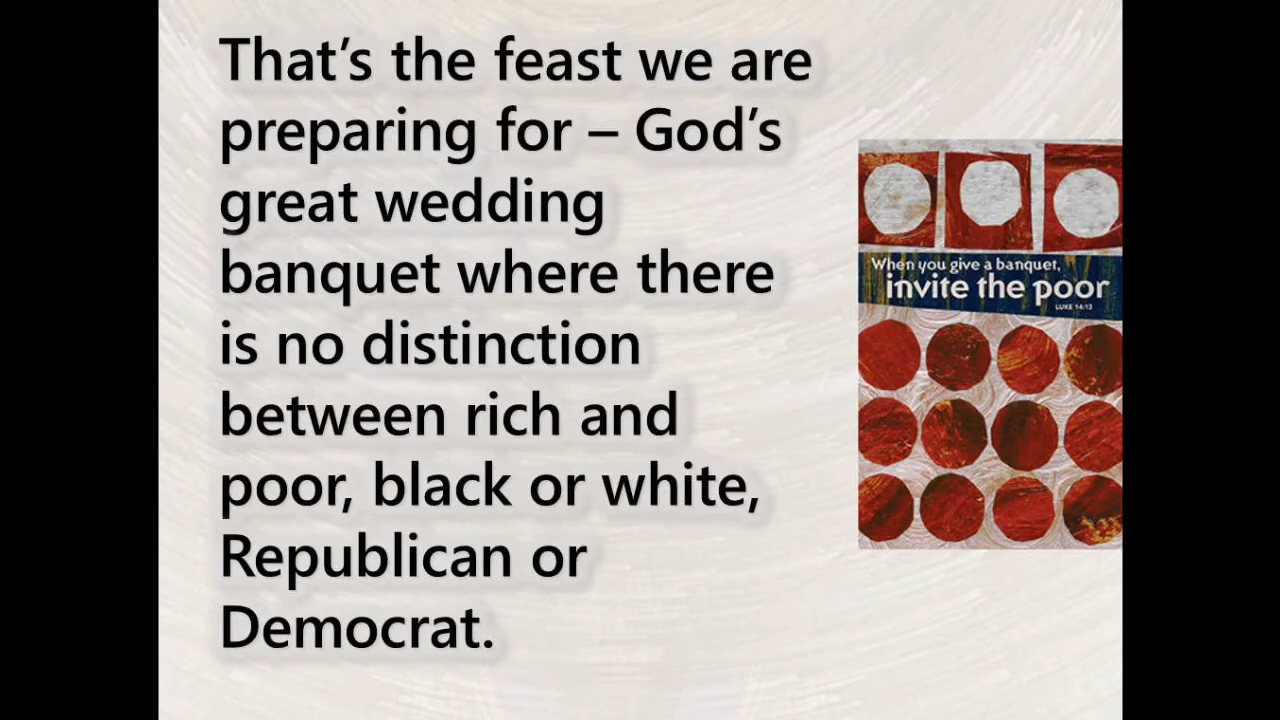 That’s the feast we are
preparing for – God’s
great wedding
banquet where there
is no distinction
between rich and
poor, black or white,
Republican or
Democrat.
When you give a banquet,
invite the poor
LUKE 14:13